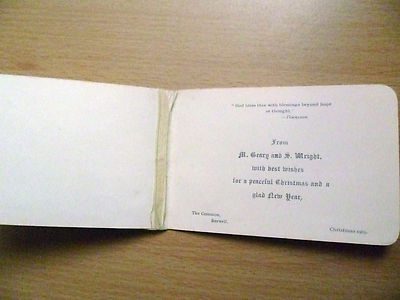 " God bless thee with blessings beyond hope
or thought."
—Tennyson
From
M. Geary and S. Wright,
with best wishes
for a peaceful Christmas and a
glad New Year,
The Common,
Christmas